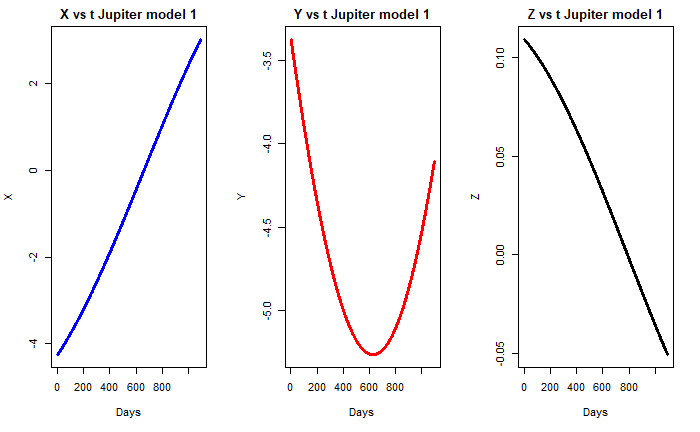 X vs t Jupiter model 1
X
2
0
-2
-4
0 200 400 600 800
Days
Y vs t Jupiter model 1
Y
-3.5
-4.0
-4.5
-5.0
0 200 400 600 800
Days
Z vs t Jupiter model 1
Z
0.10
0.05
0.00
-0.05
0 200 400 600 800
Days